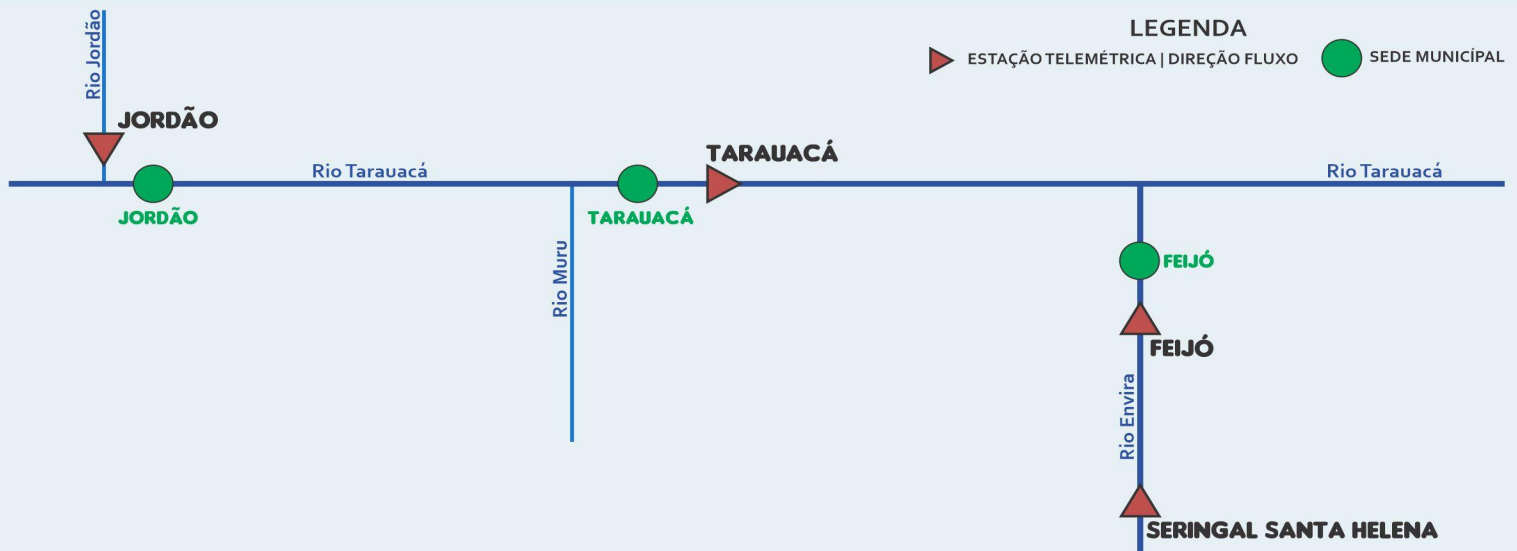 LEGENDA
ESTAÇÃO TELEMÉTRICA | DIREÇÃO FLUXO
SEDE MUNICÍPAL
Rio Jordão
JORDÃO
JORDÃO
Rio Tarauacá
TARAUACÁ
TARAUACÁ
Rio Tarauacá
Rio Muru
FEIJÓ
FEIJÓ
Rio Envira
SERINGAL SANTA HELENA